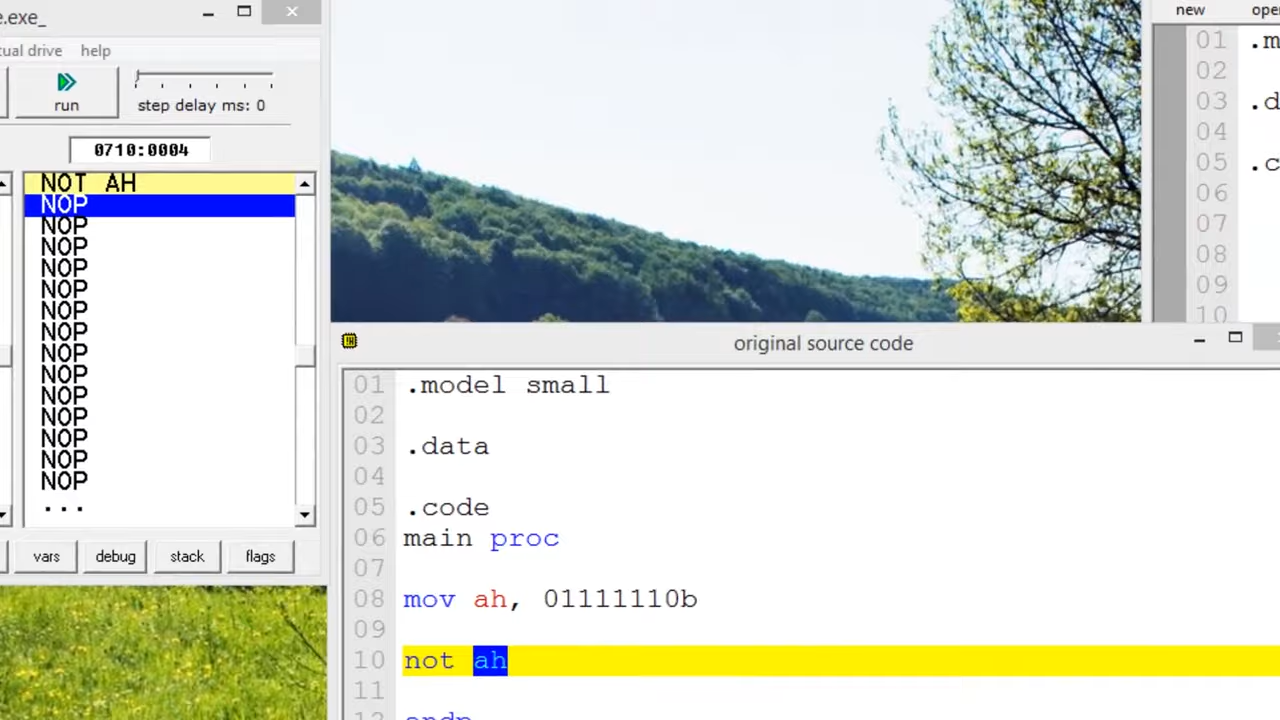 e.exe_
tual drive help
run
step delay ms: 0
0710:0004
NOT AH
NOP
NOP
NOP
NOP
NOP
NOP
NOP
NOP
NOP
NOP
NOP
NOP
NOP
NOP
...
vars debug stack flags
new ope
01 .m
02
03 .d
04
05 .c
06
07
08
09
10
original source code
01 .model small
02
03 .data
04
05 .code
06 main proc
07
08 mov ah, 01111110b
09
10 not ah
11
12 endp